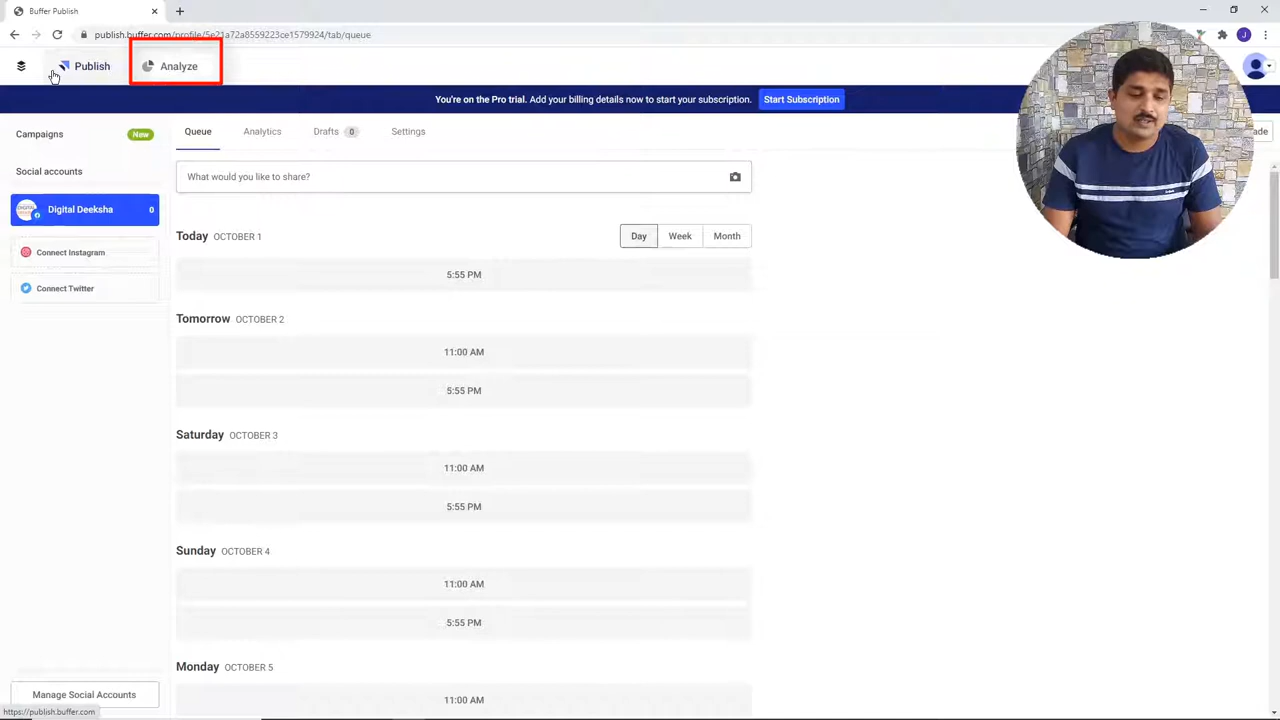 Buffer Publish
publish.buffer.com/profile/5e21a72a8559223ce1579924/tab/queue
J
Publish
Analyze
You're on the Pro trial. Add your billing details now to start your subscription.
Start Subscription
Campaigns
New
Queue
Analytics
Drafts
0
Settings
Social accounts
Digital Deeksha
0
Connect Instagram
Connect Twitter
What would you like to share?
Today OCTOBER 1
Day
Week
Month
5:55 PM
Tomorrow OCTOBER 2
11:00 AM
5:55 PM
Saturday OCTOBER 3
11:00 AM
5:55 PM
Sunday OCTOBER 4
11:00 AM
5:55 PM
Monday OCTOBER 5
11:00 AM
Manage Social Accounts
https://publish.buffer.com